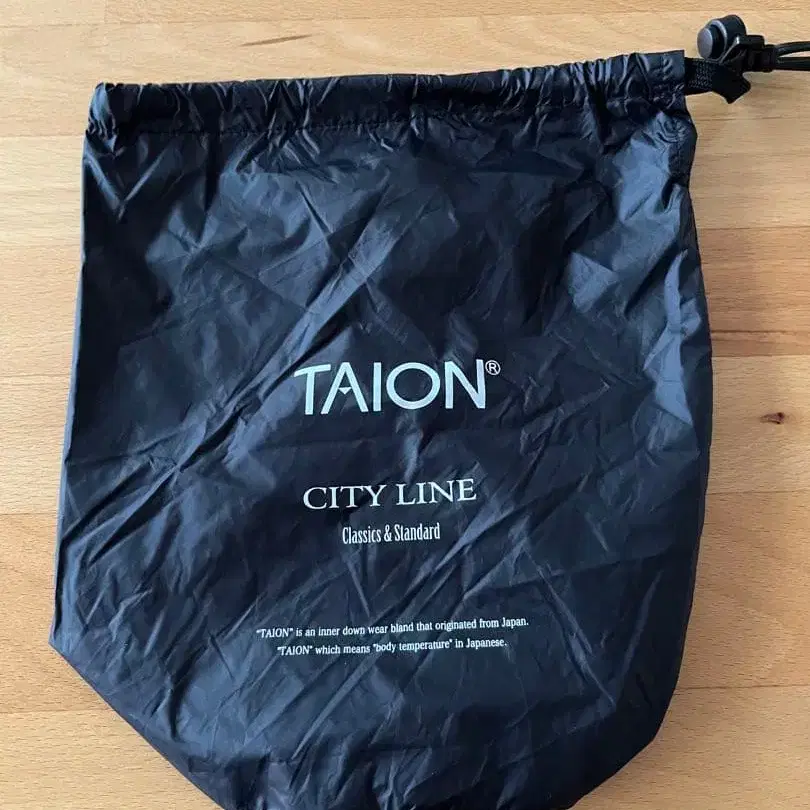 TAION®
CITY LINE
Classics & Standard
"TAION" is an inner down wear bland that originated from Japan.
"TAION" which means "body temperature" in Japanese.